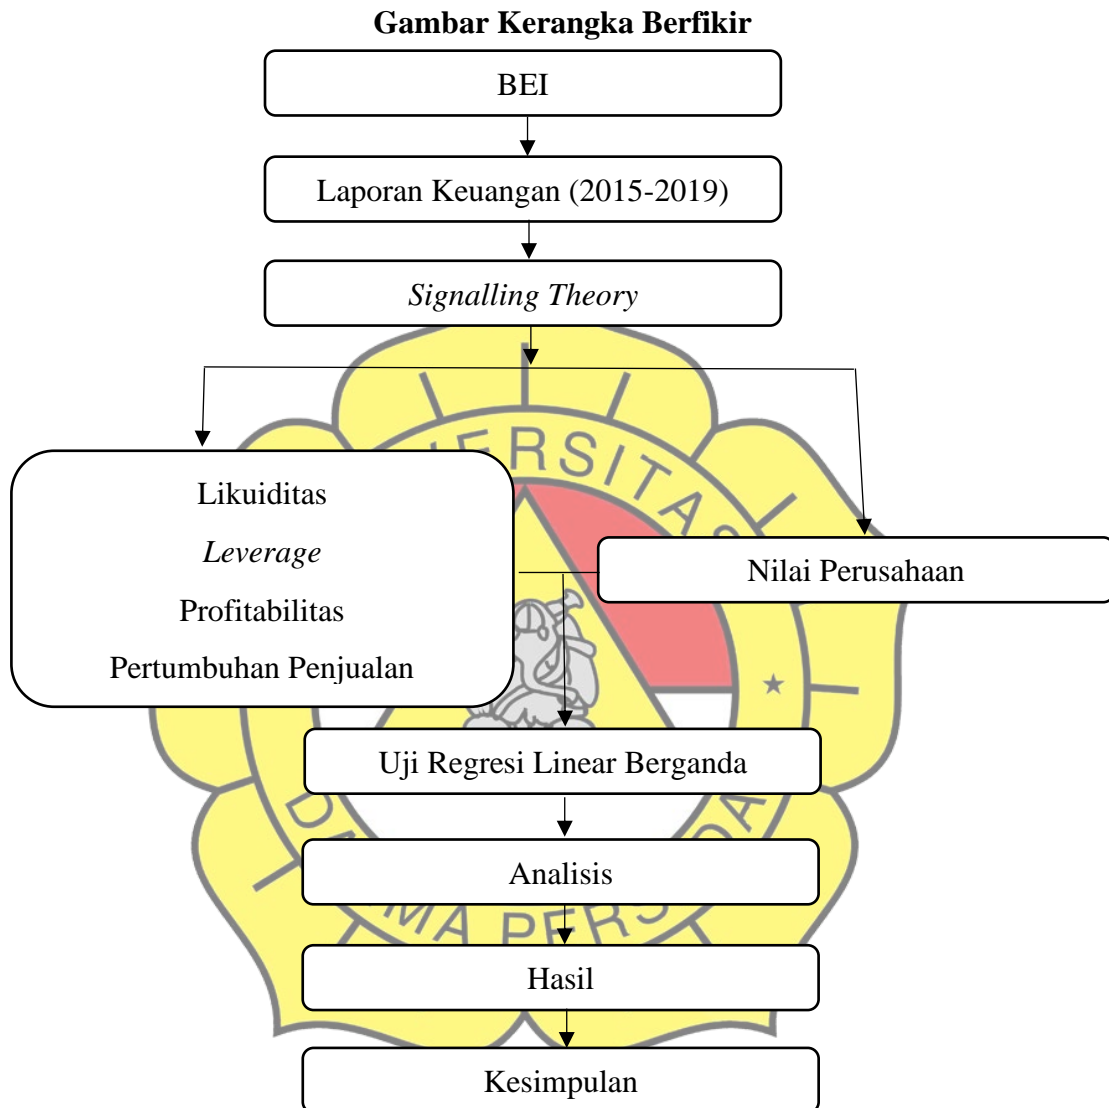 Gambar Kerangka Berfikir
BEI
Laporan Keuangan (2015-2019)
Signalling Theory
Likuiditas
Leverage
Profitabilitas
Pertumbuhan Penjualan
Nilai Perusahaan
Uji Regresi Linear Berganda
Analisis
Hasil
Kesimpulan